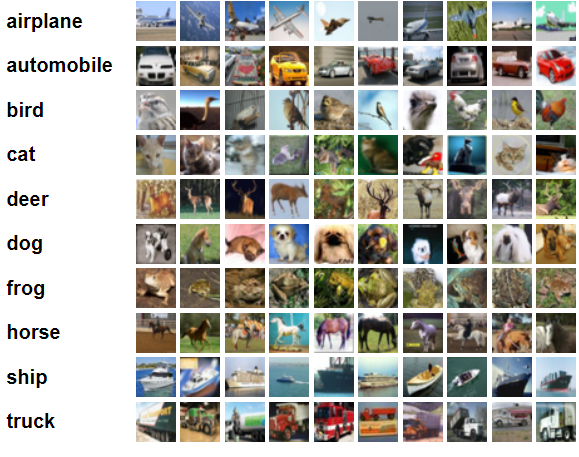 airplane
automobile
bird
cat
deer
dog
frog
horse
ship
truck